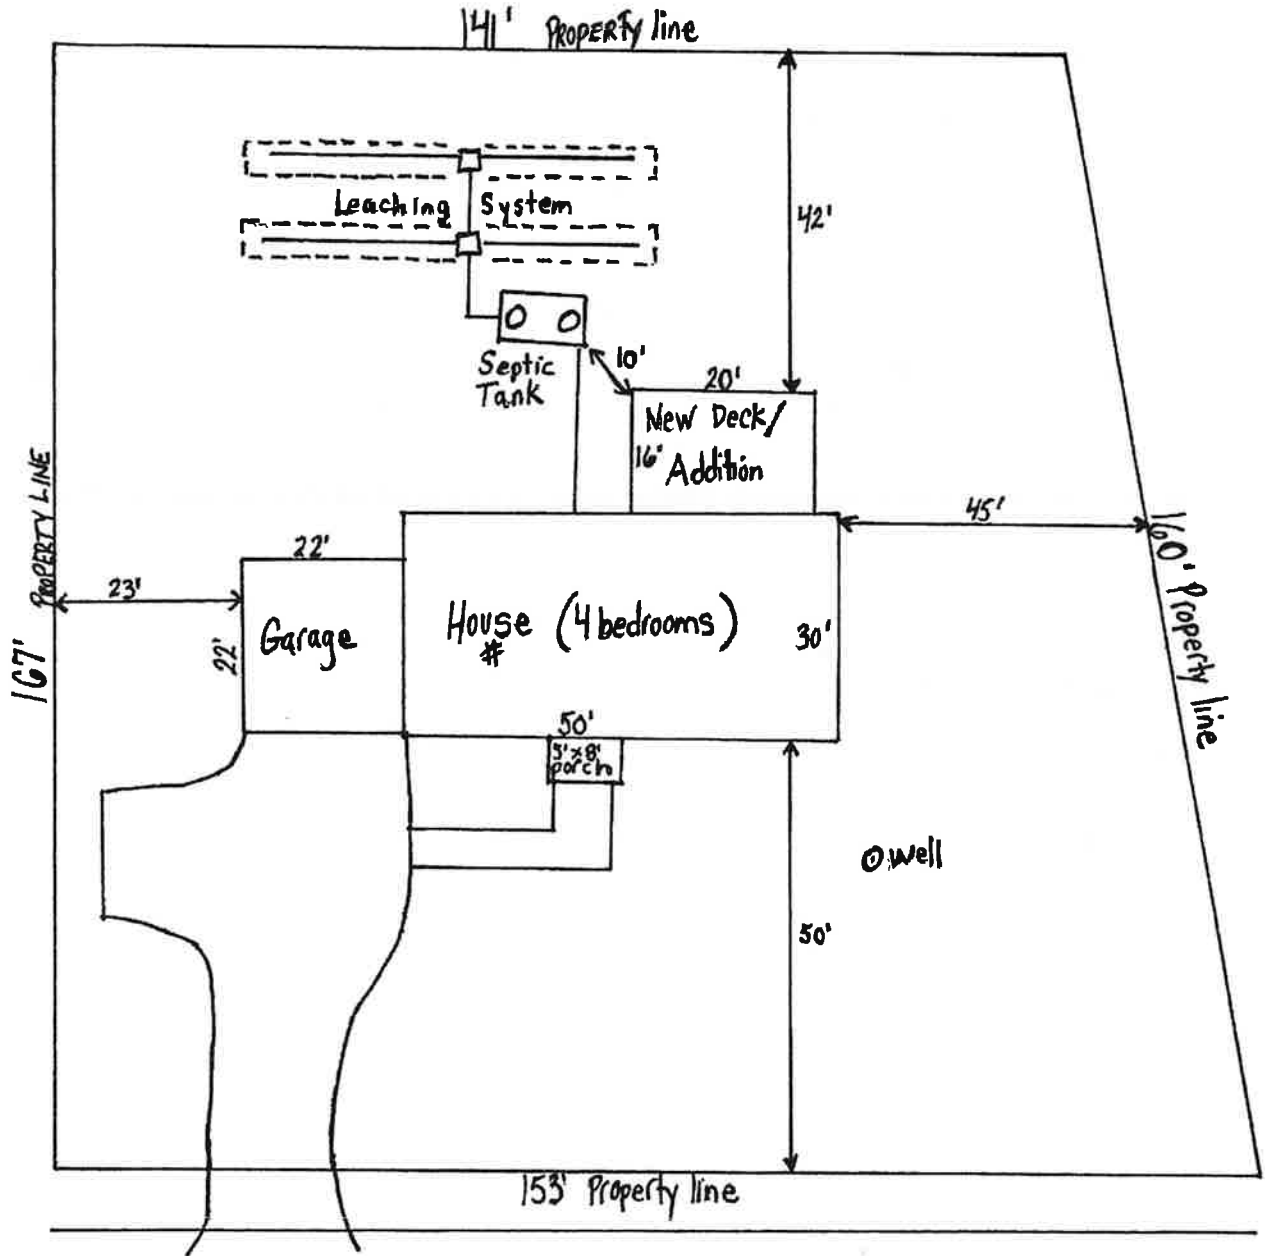 141' PROPERTY line
Leaching System
42'
10'
Septic
Tank
20'
New Deck/
16' Addition
45'
22'
PROPERTY LINE
23'
160' Property line
House (4 bedrooms)
#
Garage
30'
22'
167'
50'
5' x 8'
porch
Well
50'
153' Property line